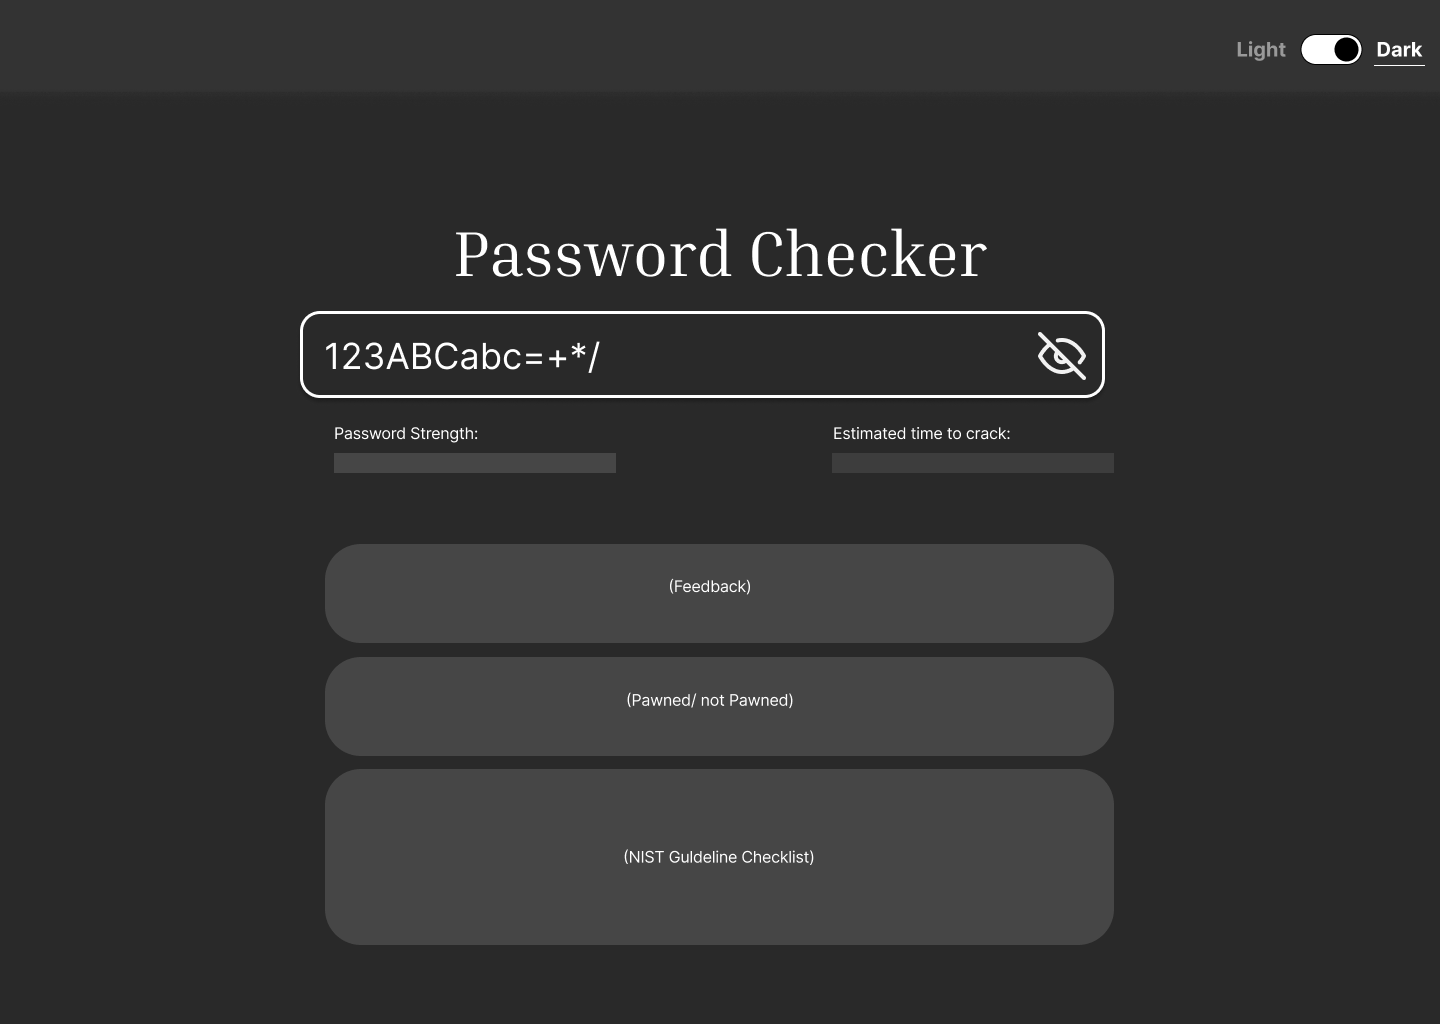 Light Dark
Password Checker
123ABCabc=+*/
Password Strength: Estimated time to crack:
(Feedback)
(Pawned/ not Pawned)
(NIST Guldeline Checklist)